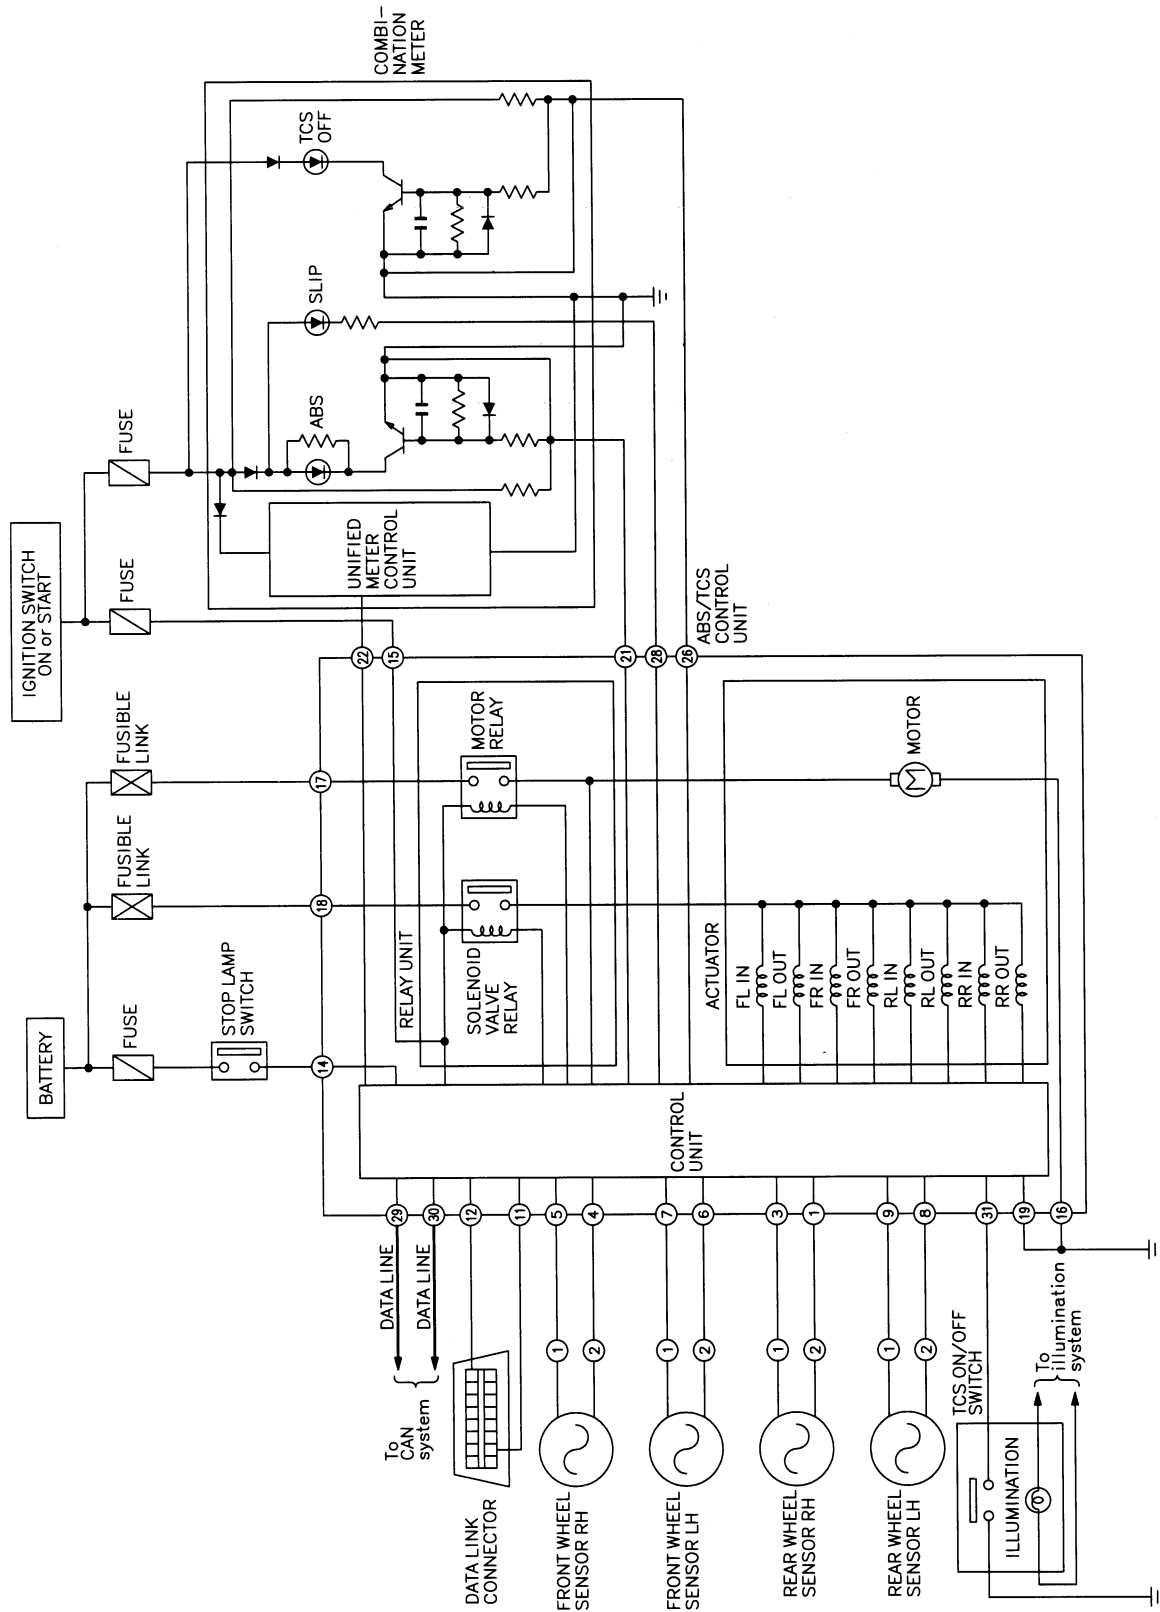 BATTERY
IGNITION SWITCH
ON or START
FUSE
FUSIBLE
LINK
FUSIBLE
LINK
FUSE
FUSE
STOP LAMP
SWITCH
COMBI-
NATION
METER
ABS
SLIP
TCS
OFF
UNIFIED
METER
CONTROL
UNIT
14
18
17
22
15
21
28
26
ABS/TCS
CONTROL
UNIT
RELAY UNIT
SOLENOID
VALVE
RELAY
MOTOR
RELAY
ACTUATOR
FL IN
FL OUT
FR IN
FR OUT
RL IN
RL OUT
RR IN
RR OUT
MOTOR
M
CONTROL
UNIT
29
30
12
11
5
4
7
6
3
1
9
8
31
19
16
DATA LINE
DATA LINE
To
CAN
system
DATA LINK
CONNECTOR
1
2
FRONT WHEEL
SENSOR RH
1
2
FRONT WHEEL
SENSOR LH
1
2
REAR WHEEL
SENSOR RH
1
2
REAR WHEEL
SENSOR LH
TCS ON/OFF
SWITCH
ILLUMINATION
To
illumination
system